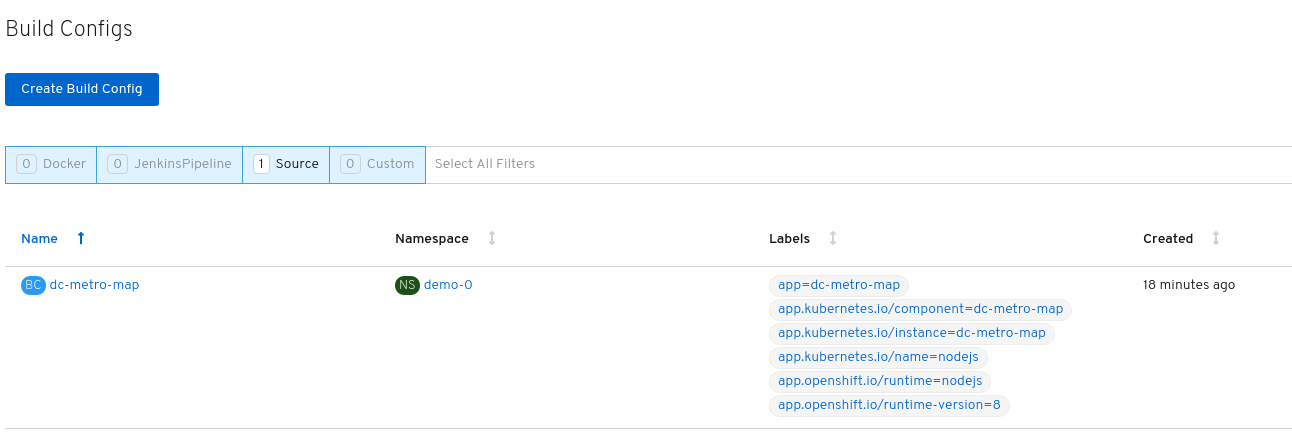 Build Configs
Create Build Config
0 Docker 0 JenkinsPipeline 1 Source 0 Custom Select All Filters
Name Namespace Labels Created
BC dc-metro-map NS demo-0 app=dc-metro-map 18 minutes ago
app.kubernetes.io/component=dc-metro-map
app.kubernetes.io/instance=dc-metro-map
app.kubernetes.io/name=nodejs
app.openshift.io/runtime=nodejs
app.openshift.io/runtime-version=8